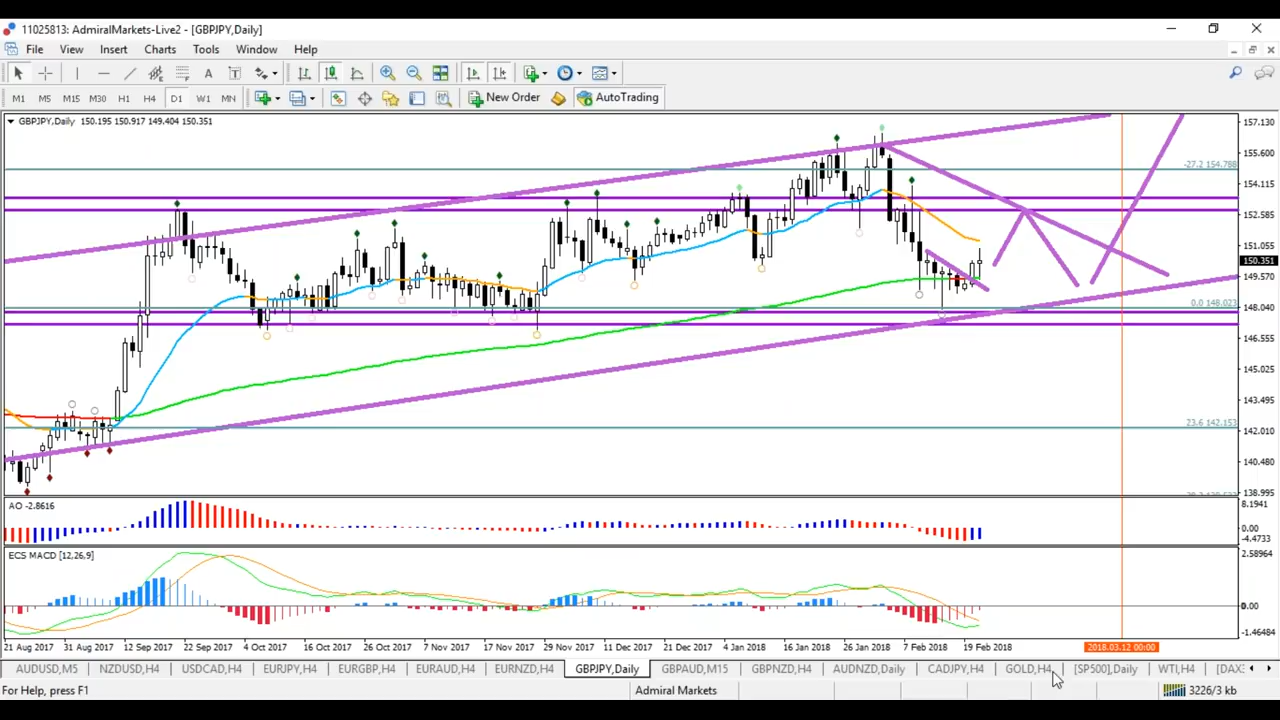 11025813: AdmiralMarkets-Live2 - [GBPJPY,Daily]
File View Insert Charts Tools Window Help
M1 M5 M15 M30 H1 H4 D1 W1 MN New Order AutoTrading
GBPJPY,Daily 150.195 150.917 149.404 150.351
157.130
155.600
-27.2 154.786
154.115
152.585
151.055
150.351
149.570
0.0 148.023
148.040
146.555
145.025
143.495
23.6 142.153
142.010
140.480
138.995
AO -2.8616
8.1941
0.00
-4.4733
ECS MACD [12,26,9]
2.58964
0.00
-1.46484
21 Aug 2017 31 Aug 2017 12 Sep 2017 22 Sep 2017 4 Oct 2017 16 Oct 2017 26 Oct 2017 7 Nov 2017 17 Nov 2017 29 Nov 2017 11 Dec 2017 21 Dec 2017 4 Jan 2018 16 Jan 2018 26 Jan 2018 7 Feb 2018 19 Feb 2018 2018.03.12 00:00
AUDUSD,M5 NZDUSD,H4 USDCAD,H4 EURJPY,H4 EURGBP,H4 EURAUD,H4 EURNZD,H4 GBPJPY,Daily GBPAUD,M15 GBPNZD,H4 AUDNZD,Daily CADJPY,H4 GOLD,H4 [SP500],Daily WTI,H4 [DAX
For Help, press F1 Admiral Markets 3226/3 kb